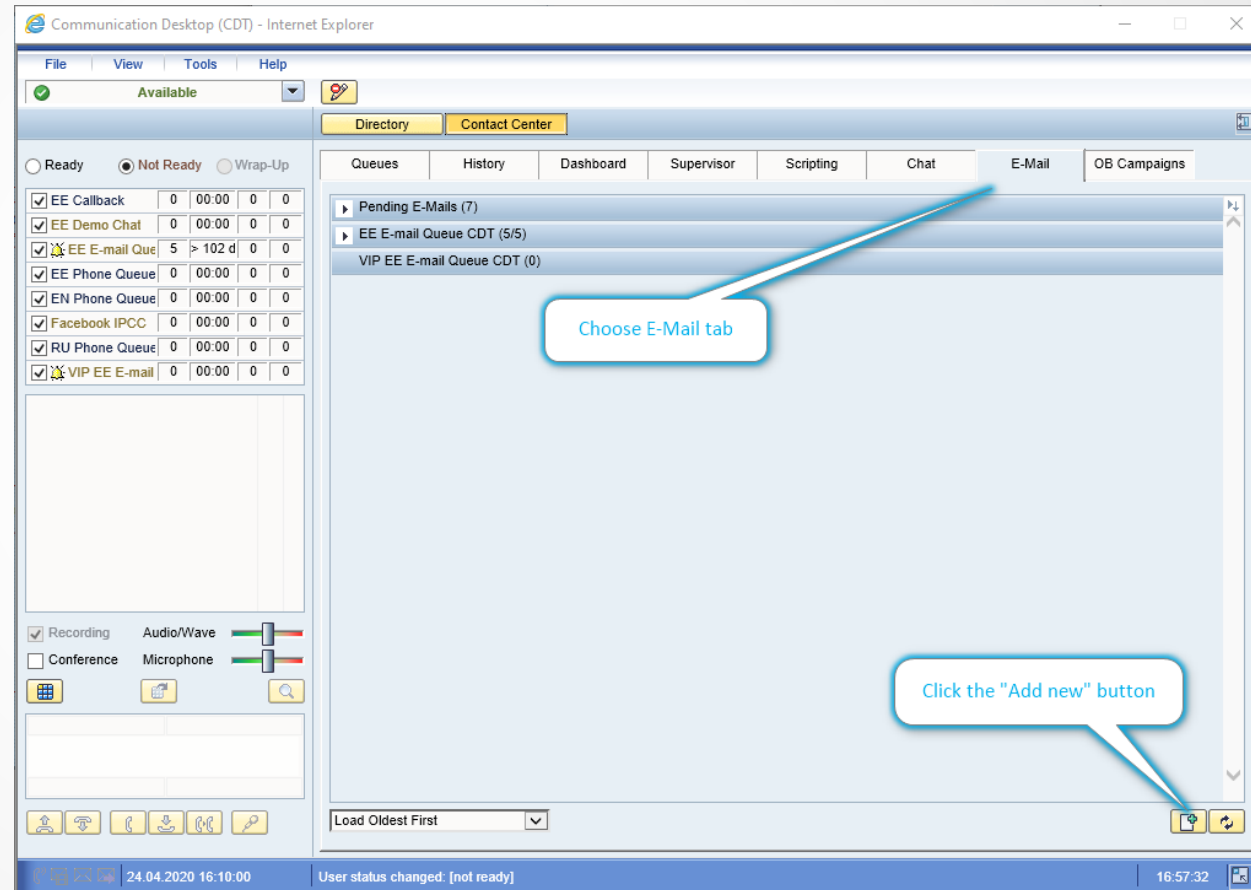 Communication Desktop (CDT) - Internet Explorer
File View Tools Help
Available
Directory Contact Center
Ready Not Ready Wrap-Up
Queues History Dashboard Supervisor Scripting Chat E-Mail OB Campaigns
EE Callback 0 00:00 0 0
EE Demo Chat 0 00:00 0 0
EE E-mail Que 5 > 102 d 0 0
EE Phone Queue 0 00:00 0 0
EN Phone Queue 0 00:00 0 0
Facebook IPCC 0 00:00 0 0
RU Phone Queue 0 00:00 0 0
VIP EE E-mail 0 00:00 0 0
Pending E-Mails (7)
EE E-mail Queue CDT (5/5)
VIP EE E-mail Queue CDT (0)
Choose E-Mail tab
Recording Audio/Wave
Conference Microphone
Click the "Add new" button
Load Oldest First
24.04.2020 16:10:00 User status changed: [not ready] 16:57:32